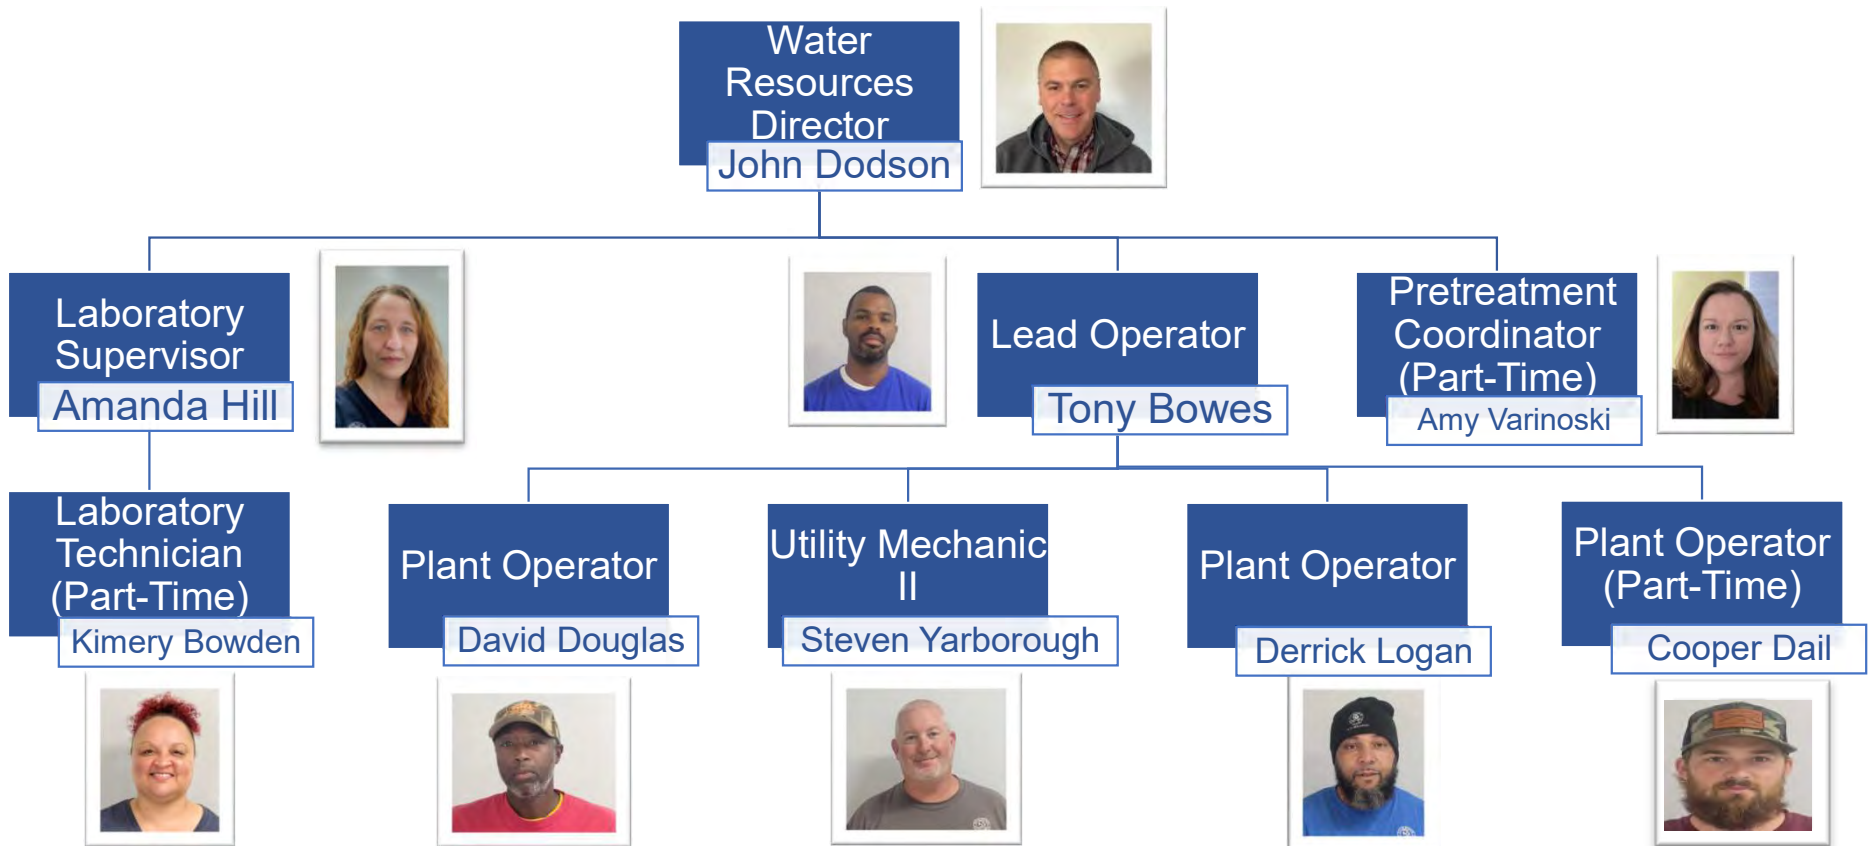 Water
Resources
Director
John Dodson
Laboratory
Supervisor
Amanda Hill
Lead Operator
Tony Bowes
Pretreatment
Coordinator
(Part-Time)
Amy Varinoski
Laboratory
Technician
(Part-Time)
Kimery Bowden
Plant Operator
David Douglas
Utility Mechanic
II
Steven Yarborough
Plant Operator
Derrick Logan
Plant Operator
(Part-Time)
Cooper Dail